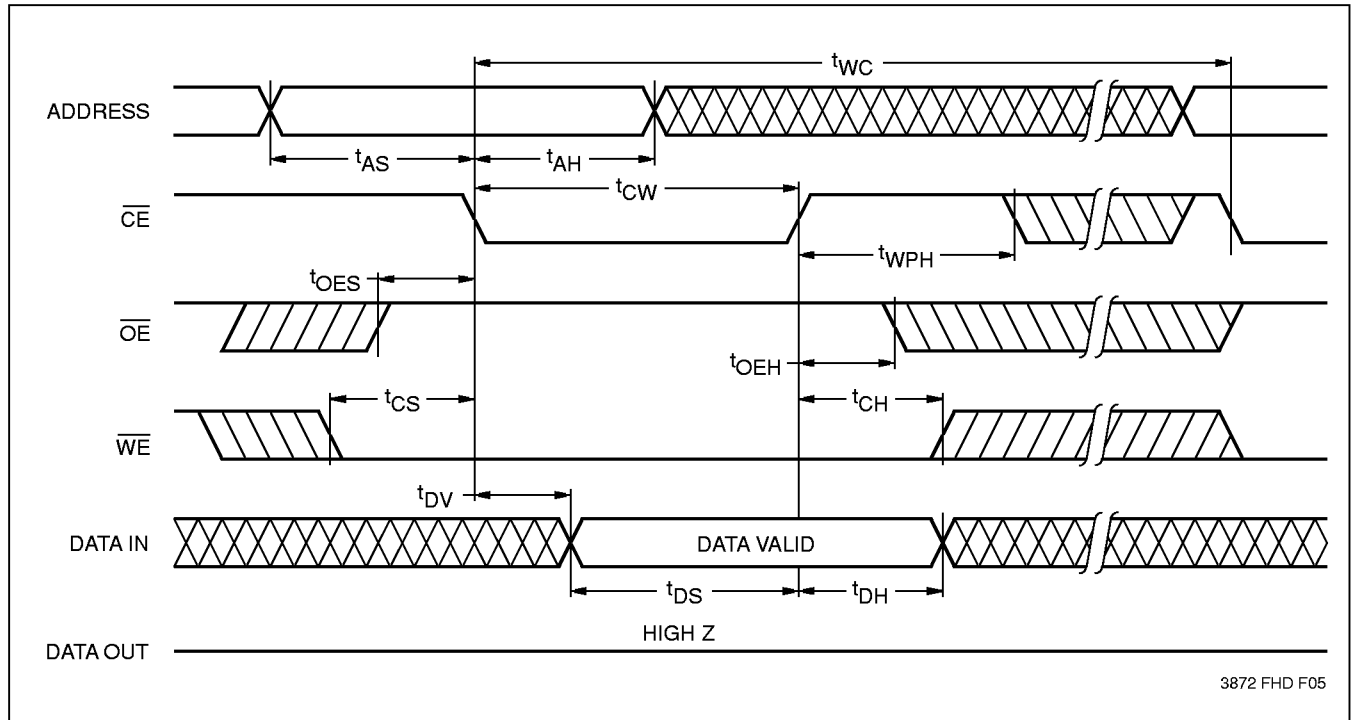 tWC
ADDRESS
tAS
tAH
tCW
CE
tWPH
tOES
OE
tOEH
tCS
tCH
WE
tDV
DATA IN
DATA VALID
tDS
tDH
HIGH Z
DATA OUT
3872 FHD F05